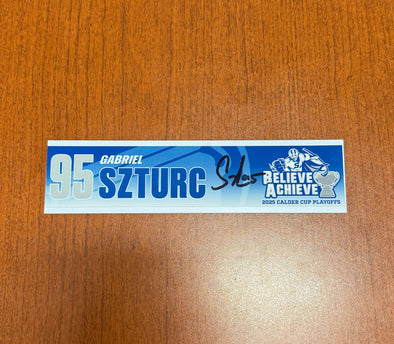 95
GABRIEL
SZTURC
BELIEVE
ACHIEVE
2025 CALDER CUP PLAYOFFS